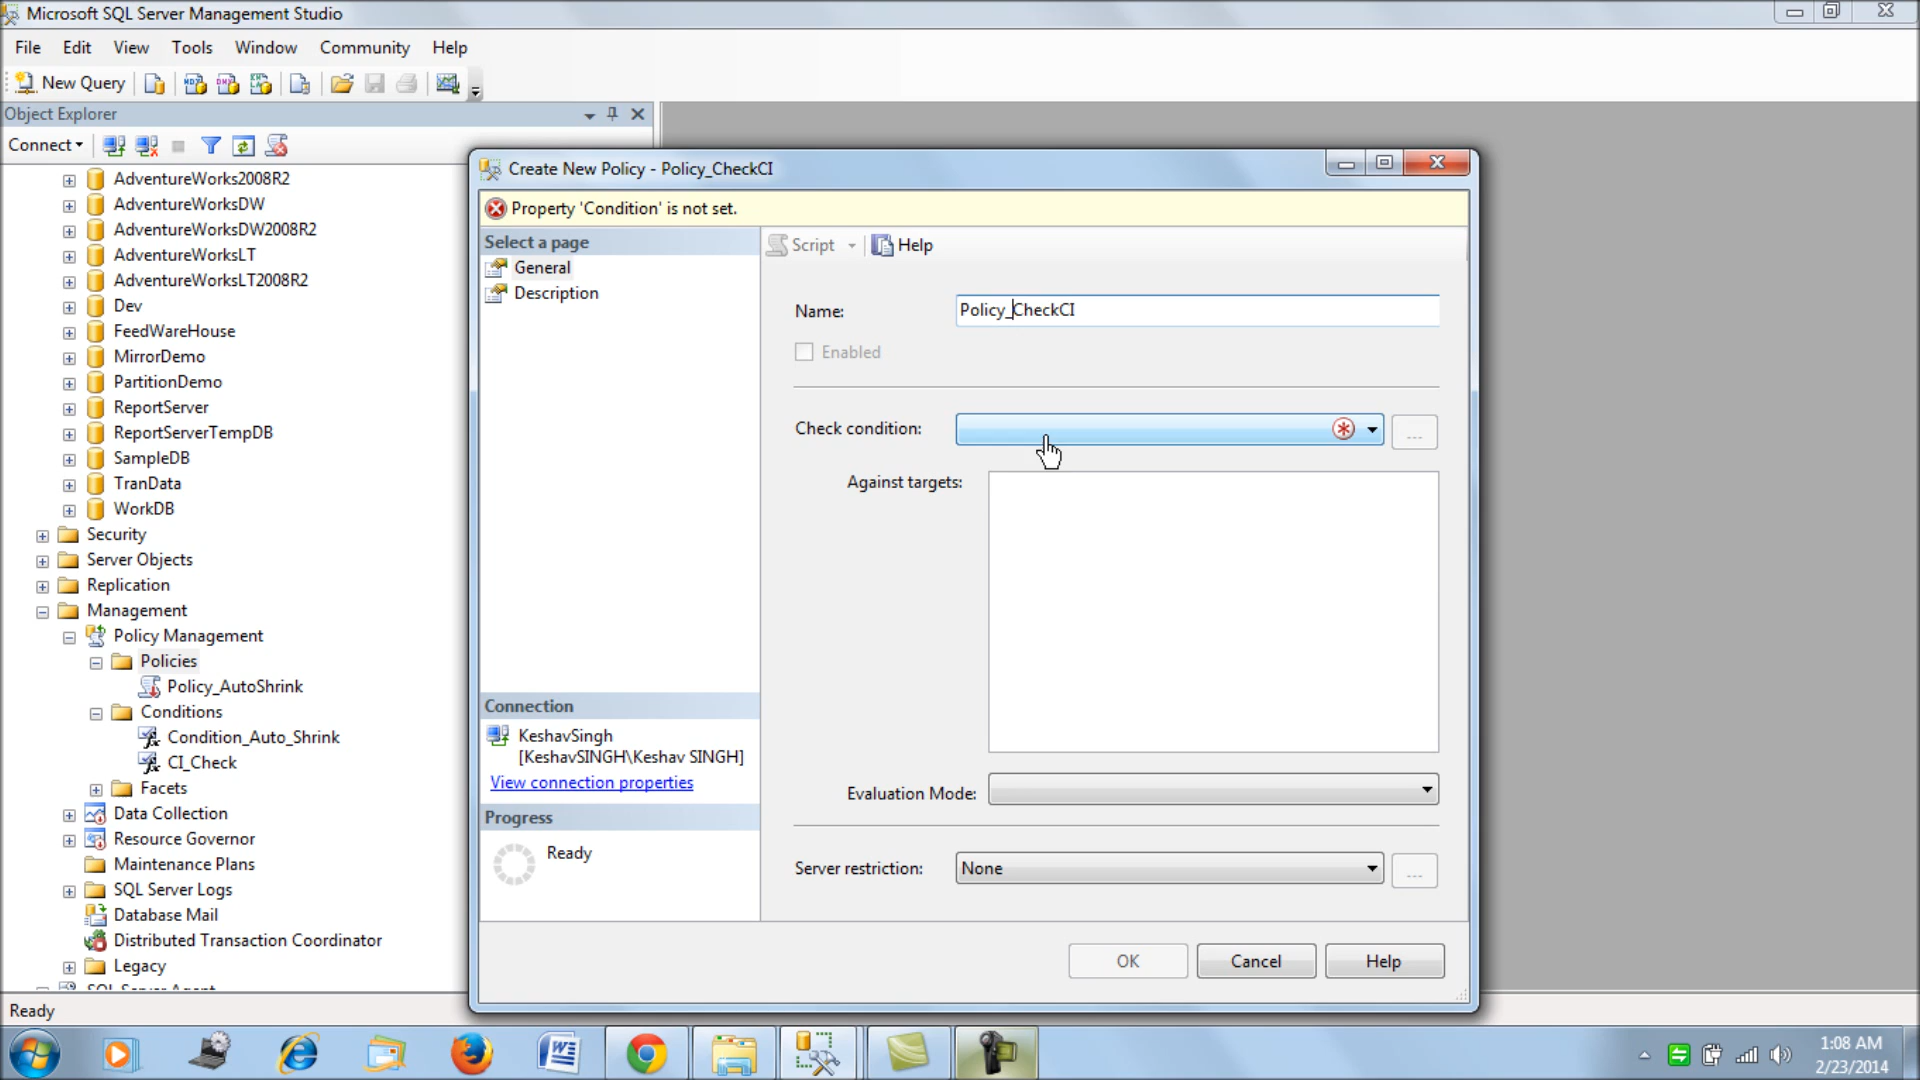 Microsoft SQL Server Management Studio
File Edit View Tools Window Community Help
New Query
Object Explorer
Connect
AdventureWorks2008R2
AdventureWorksDW
AdventureWorksDW2008R2
AdventureWorksLT
AdventureWorksLT2008R2
Dev
FeedWareHouse
MirrorDemo
PartitionDemo
ReportServer
ReportServerTempDB
SampleDB
TranData
WorkDB
Security
Server Objects
Replication
Management
Policy Management
Policies
Policy_AutoShrink
Conditions
Condition_Auto_Shrink
CI_Check
Facets
Data Collection
Resource Governor
Maintenance Plans
SQL Server Logs
Database Mail
Distributed Transaction Coordinator
Legacy
SQL Server Agent
Ready
Create New Policy - Policy_CheckCI
Property 'Condition' is not set.
Select a page
General
Description
Connection
KeshavSingh
[KeshavSINGH\Keshav SINGH]
View connection properties
Progress
Ready
Script Help
Name: Policy_CheckCI
Enabled
Check condition: ...
Against targets:
Evaluation Mode:
Server restriction: None ...
OK Cancel Help
1:08 AM
2/23/2014